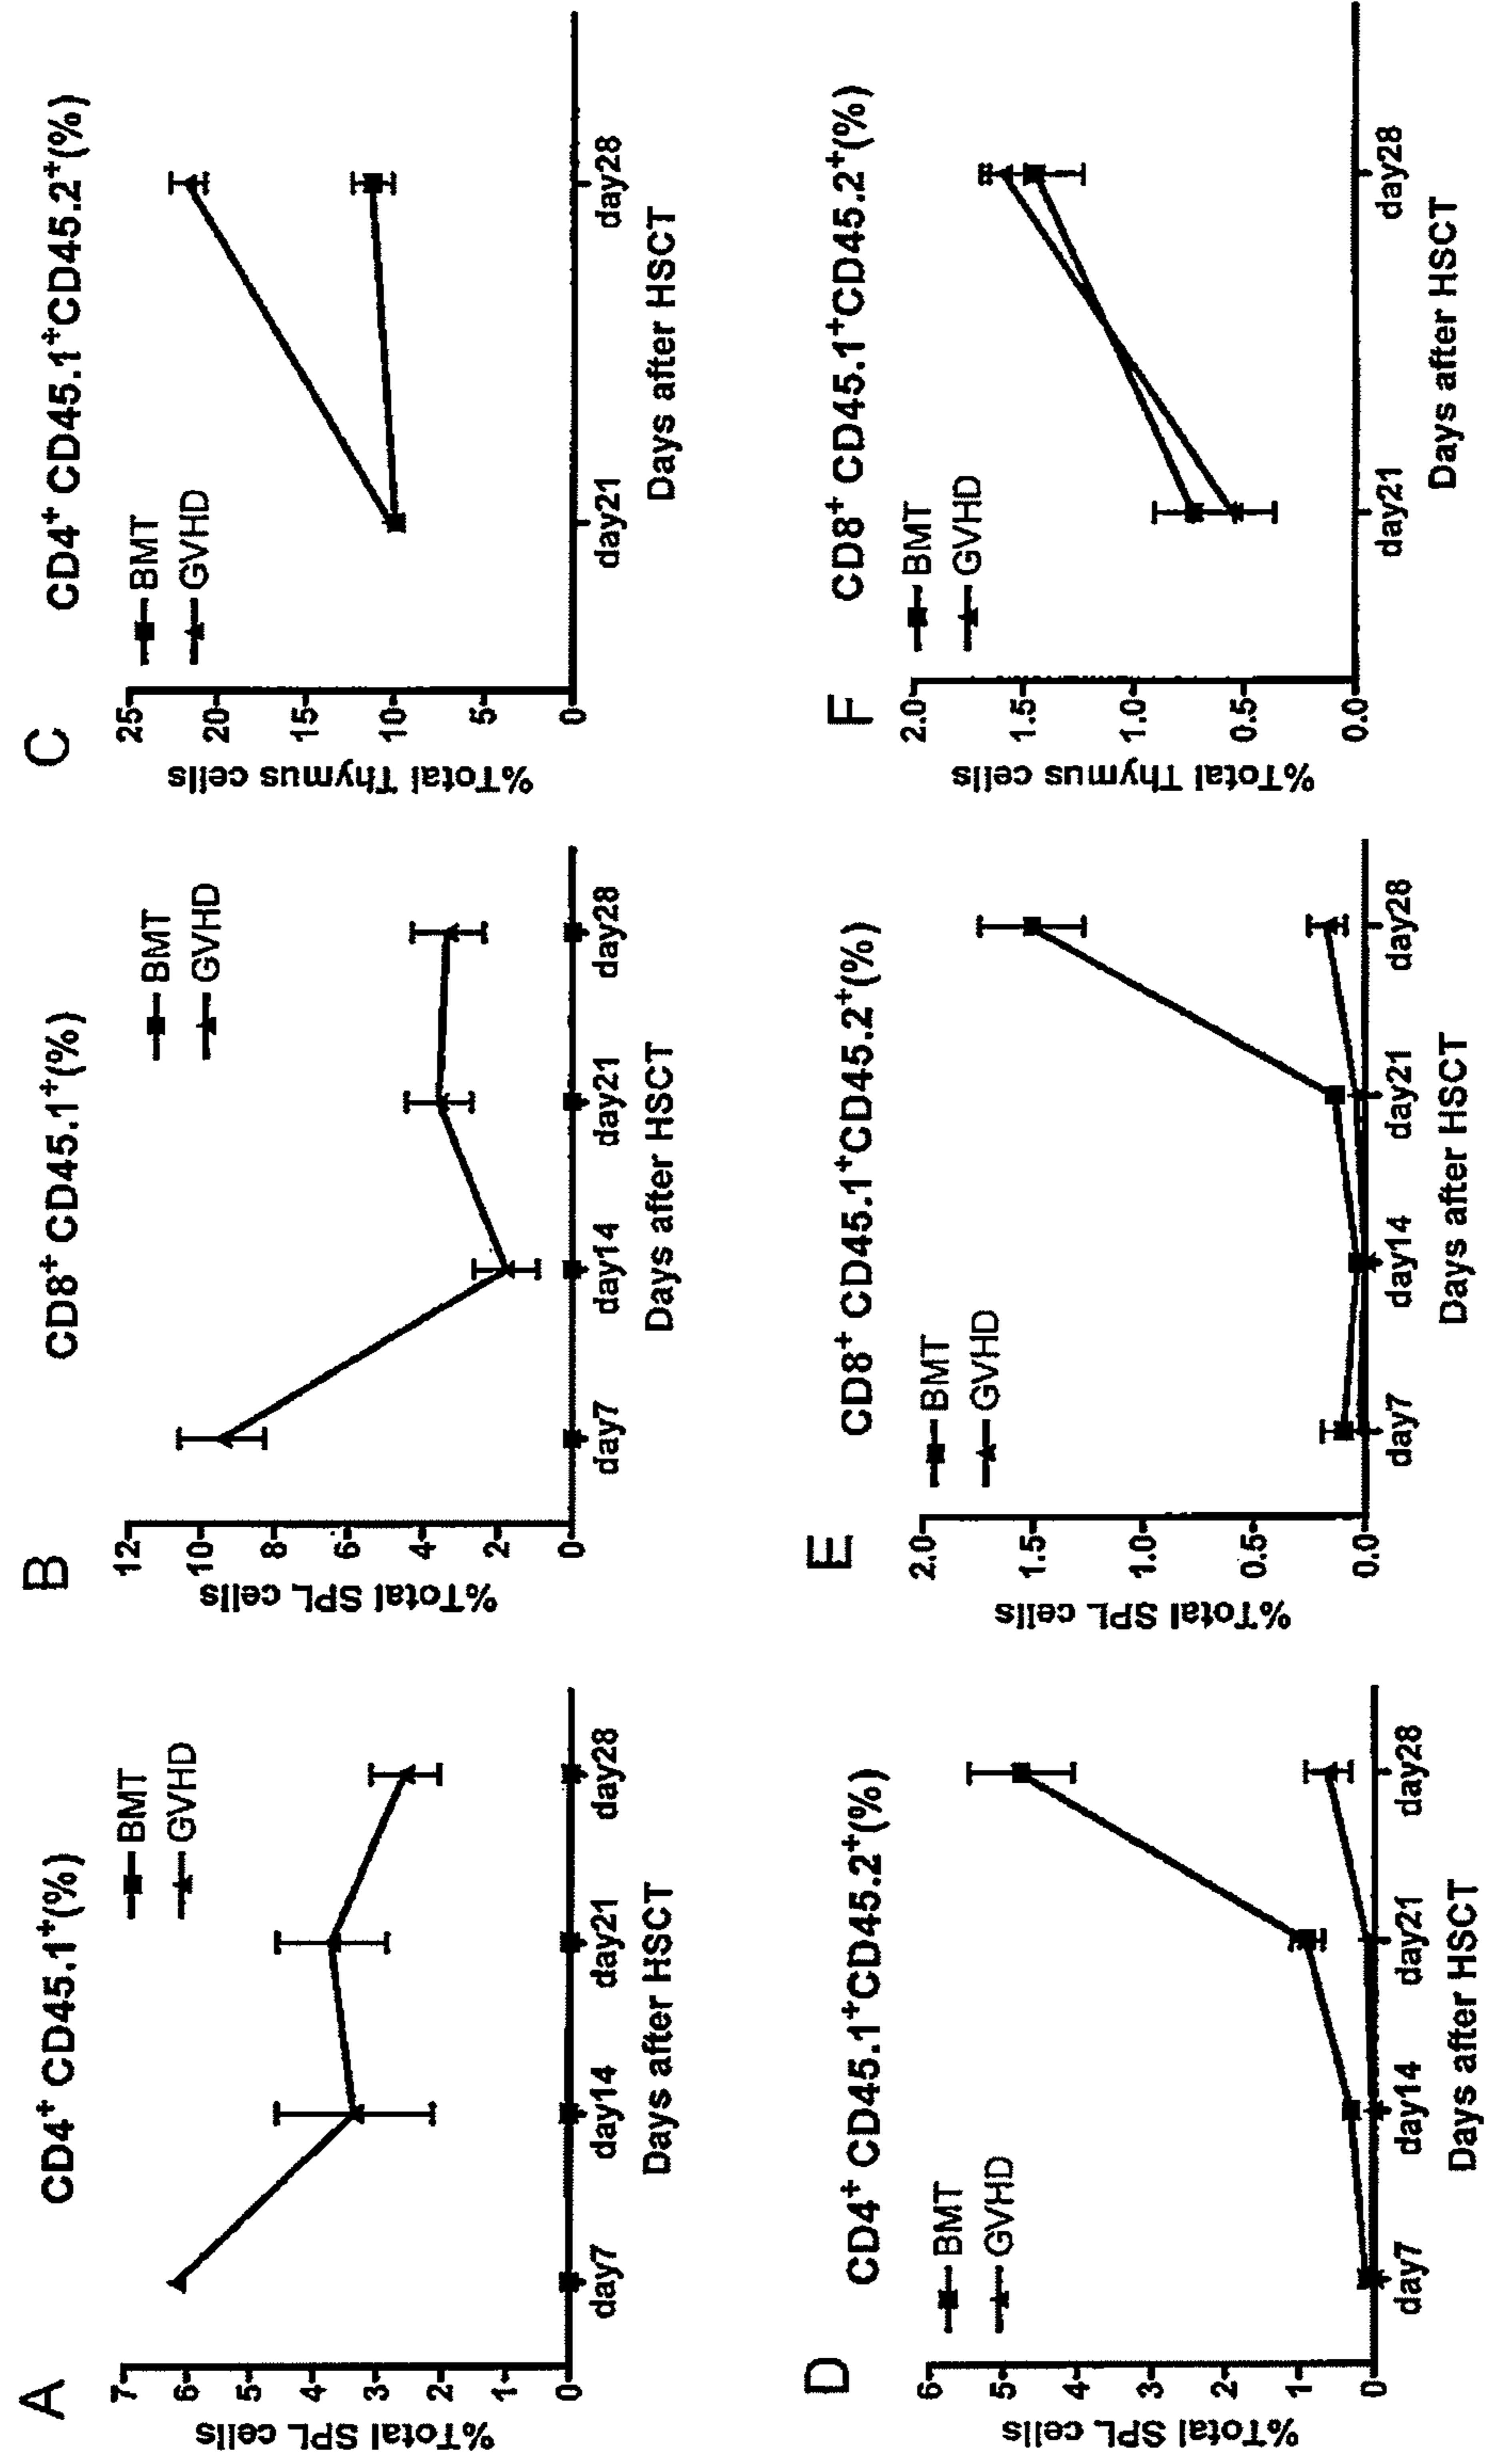 A
CD4⁺ CD45.1⁺(%)
BMT
GVHD
%Total SPL cells
7
6
5
4
3
2
1
0
day7 day14 day21 day28
Days after HSCT
B
CD8⁺ CD45.1⁺(%)
BMT
GVHD
%Total SPL cells
12
10
8
6
4
2
0
day7 day14 day21 day28
Days after HSCT
C
CD4⁺ CD45.1⁺CD45.2⁺(%)
BMT
GVHD
%Total Thymus cells
25
20
15
10
5
0
day21 day28
Days after HSCT
D
CD4⁺ CD45.1⁺CD45.2⁺(%)
BMT
GVHD
%Total SPL cells
6
5
4
3
2
1
0
day7 day14 day21 day28
Days after HSCT
E
CD8⁺ CD45.1⁺CD45.2⁺(%)
BMT
GVHD
%Total SPL cells
2.0
1.5
1.0
0.5
0.0
day7 day14 day21 day28
Days after HSCT
F
CD8⁺ CD45.1⁺CD45.2⁺(%)
BMT
GVHD
%Total Thymus cells
2.0
1.5
1.0
0.5
0.0
day21 day28
Days after HSCT